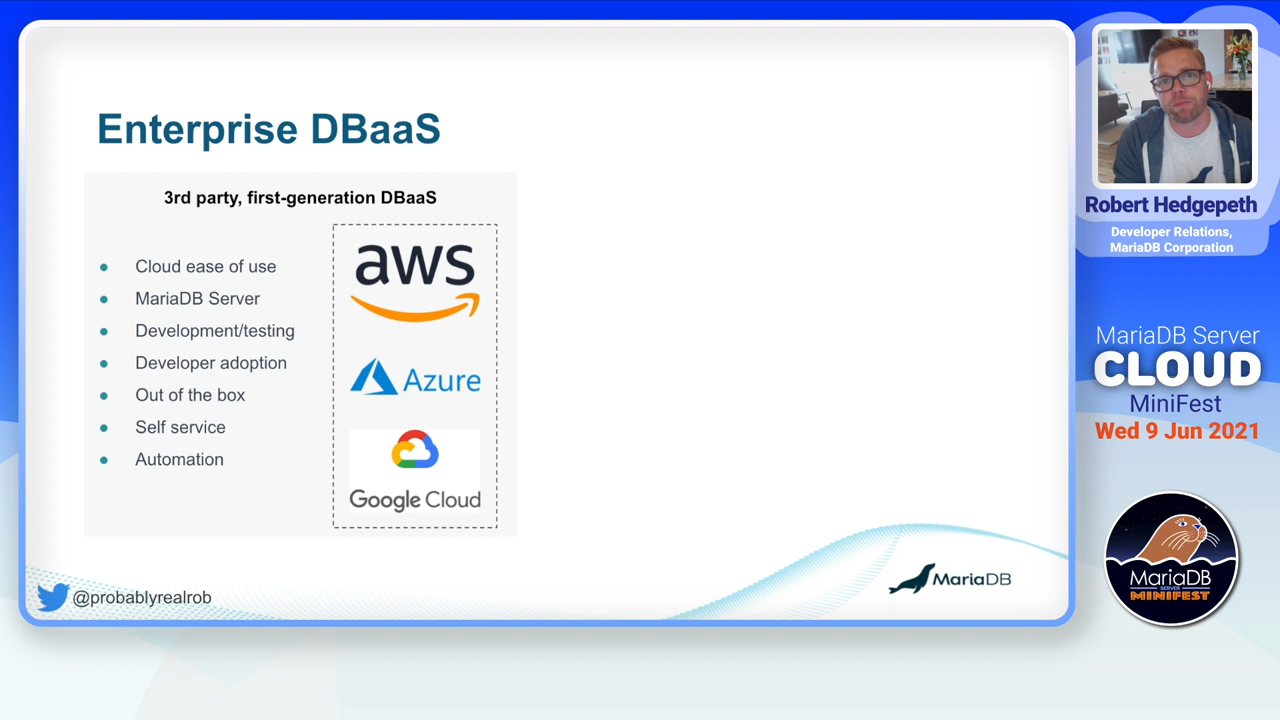 Enterprise DBaaS
3rd party, first-generation DBaaS
Cloud ease of use
MariaDB Server
Development/testing
Developer adoption
Out of the box
Self service
Automation
aws
Azure
Google Cloud
@probablyrealrob
MariaDB
Robert Hedgepeth
Developer Relations,
MariaDB Corporation
MariaDB Server
CLOUD
MiniFest
Wed 9 Jun 2021
MariaDB
SERVER
MINIFEST